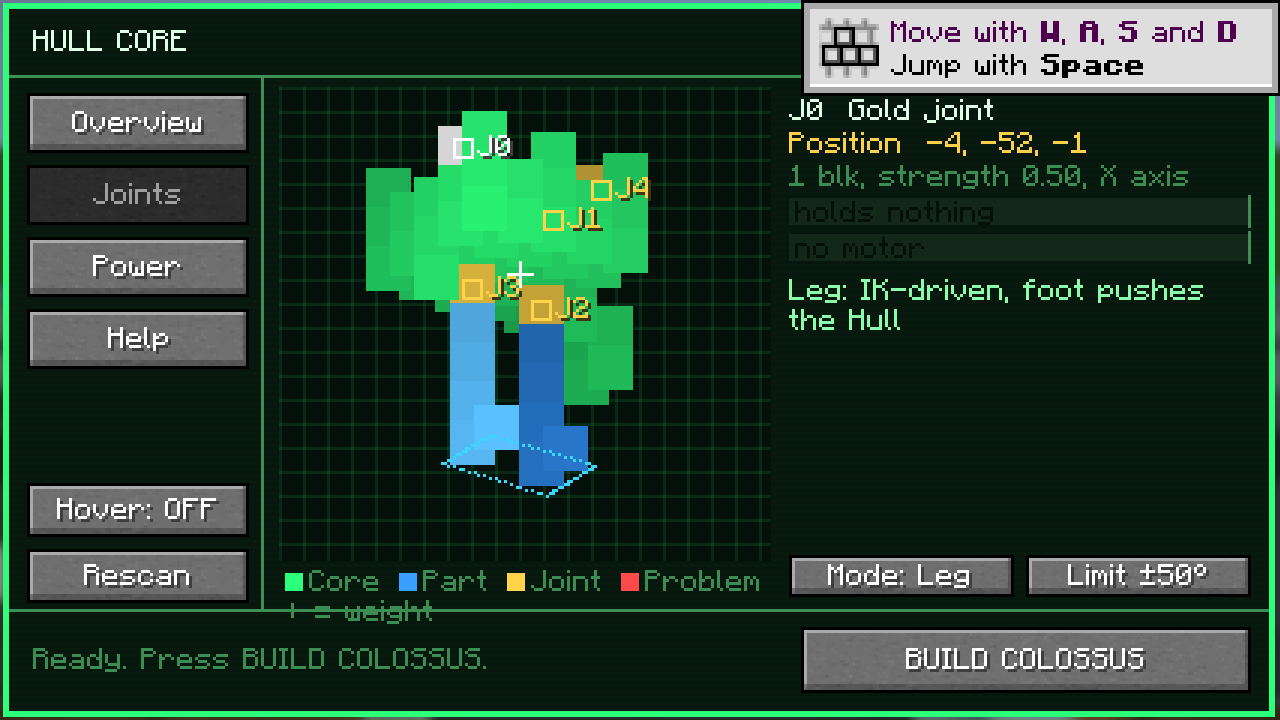 HULL CORE
Move with W, A, S and D
Jump with Space
Overview
Joints
Power
Help
Hover: OFF
Rescan
J0
J4
J1
J3
J2
Core Part Joint Problem
+ = weight
J0 Gold joint
Position -4, -52, -1
1 blk, strength 0.50, X axis
holds nothing
no motor
Leg: IK-driven, foot pushes
the Hull
Mode: Leg
Limit ±50º
Ready. Press BUILD COLOSSUS.
BUILD COLOSSUS